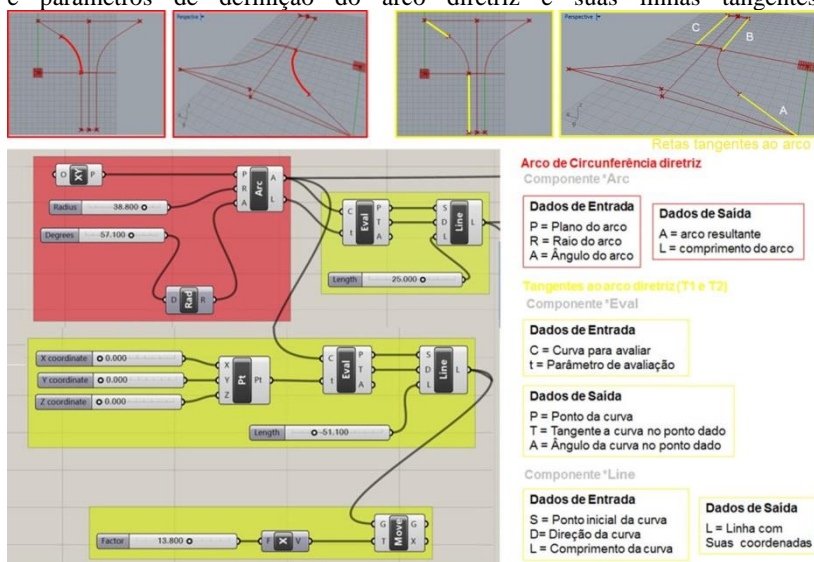 e parâmetros de definição do arco diretriz e suas linhas tangentes
Perspective
Perspective
C
B
A
Retas tangentes ao arco
O XY P
P R A Arc A L
Radius 38.800
Degrees 57.100
D Rad R
C t Eval P T A
S D L Line L
Length 25.000
X coordinate 0.000
Y coordinate 0.000
Z coordinate 0.000
X Y Z Pt Pt
C t Eval P T A
S D L Line L
Length -51.100
Factor 13.800
F X V
G T Move G X
Arco de Circunferência diretriz
Componente *Arc
Dados de Entrada
P = Plano do arco
R = Raio do arco
A = Ângulo do arco
Dados de Saída
A = arco resultante
L = comprimento do arco
Tangentes ao arco diretriz (T1 e T2)
Componente *Eval
Dados de Entrada
C = Curva para avaliar
t = Parâmetro de avaliação
Dados de Saída
P = Ponto da curva
T = Tangente a curva no ponto dado
A = Ângulo da curva no ponto dado
Componente *Line
Dados de Entrada
S = Ponto inicial da curva
D= Direção da curva
L = Comprimento da curva
Dados de Saída
L = Linha com
Suas coordenadas